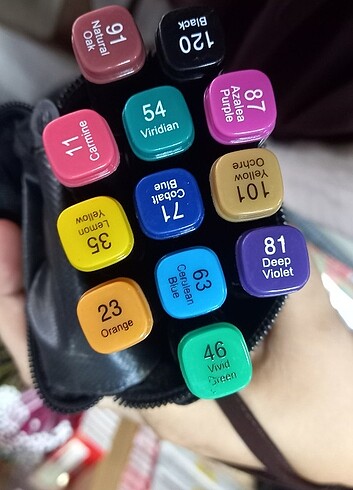 91
Natural
Oak
120
Black
54
Viridian
87
Azalea
Purple
11
Carmine
71
Cobalt
Blue
101
Yellow
Ochre
35
Lemon
Yellow
81
Deep
Violet
63
Cerulean
Blue
23
Orange
46
Vivid
Green